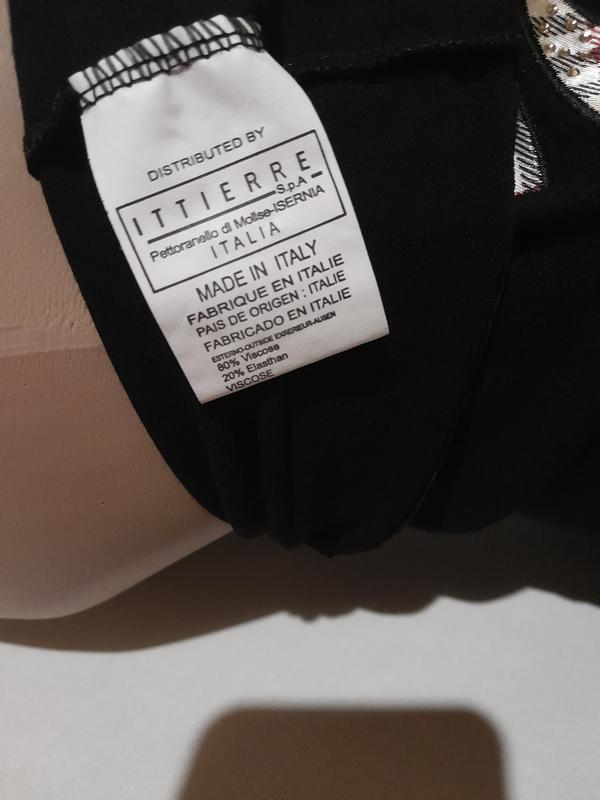 DISTRIBUTED BY
ITTIERRE S.p.A.
Pettoranello di Molise-ISERNIA
ITALIA
MADE IN ITALY
FABRIQUE EN ITALIE
PAIS DE ORIGEN : ITALIE
FABRICADO EN ITALIE
ESTERNO-OUTSIDE EXREREUR-AUSEN
80% Viscose
20% Elasthan
VISCOSE